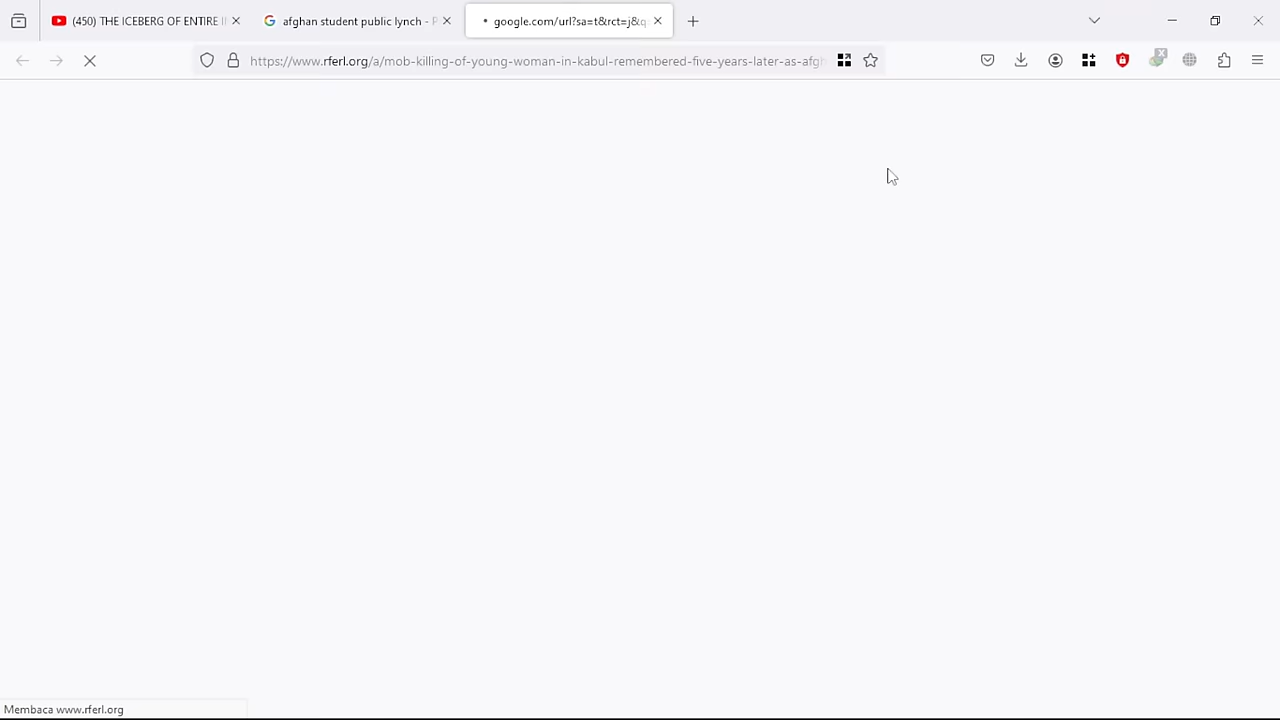 (450) THE ICEBERG OF ENTIRE I
afghan student public lynch - P
google.com/url?sa=t&rct=j&q
https://www.rferl.org/a/mob-killing-of-young-woman-in-kabul-remembered-five-years-later-as-afgh
x
Membaca www.rferl.org